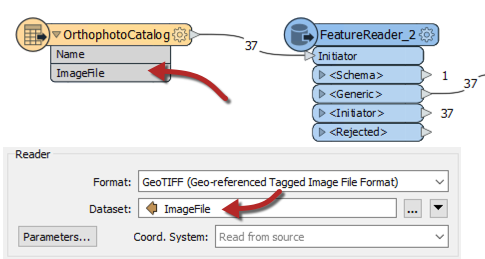 OrthophotoCatalog
Name
ImageFile
37
FeatureReader_2
Initiator
<Schema>
1
<Generic>
37
<Initiator>
37
<Rejected>
Reader
Format: GeoTIFF (Geo-referenced Tagged Image File Format)
Dataset: ImageFile ...
Parameters... Coord. System: Read from source